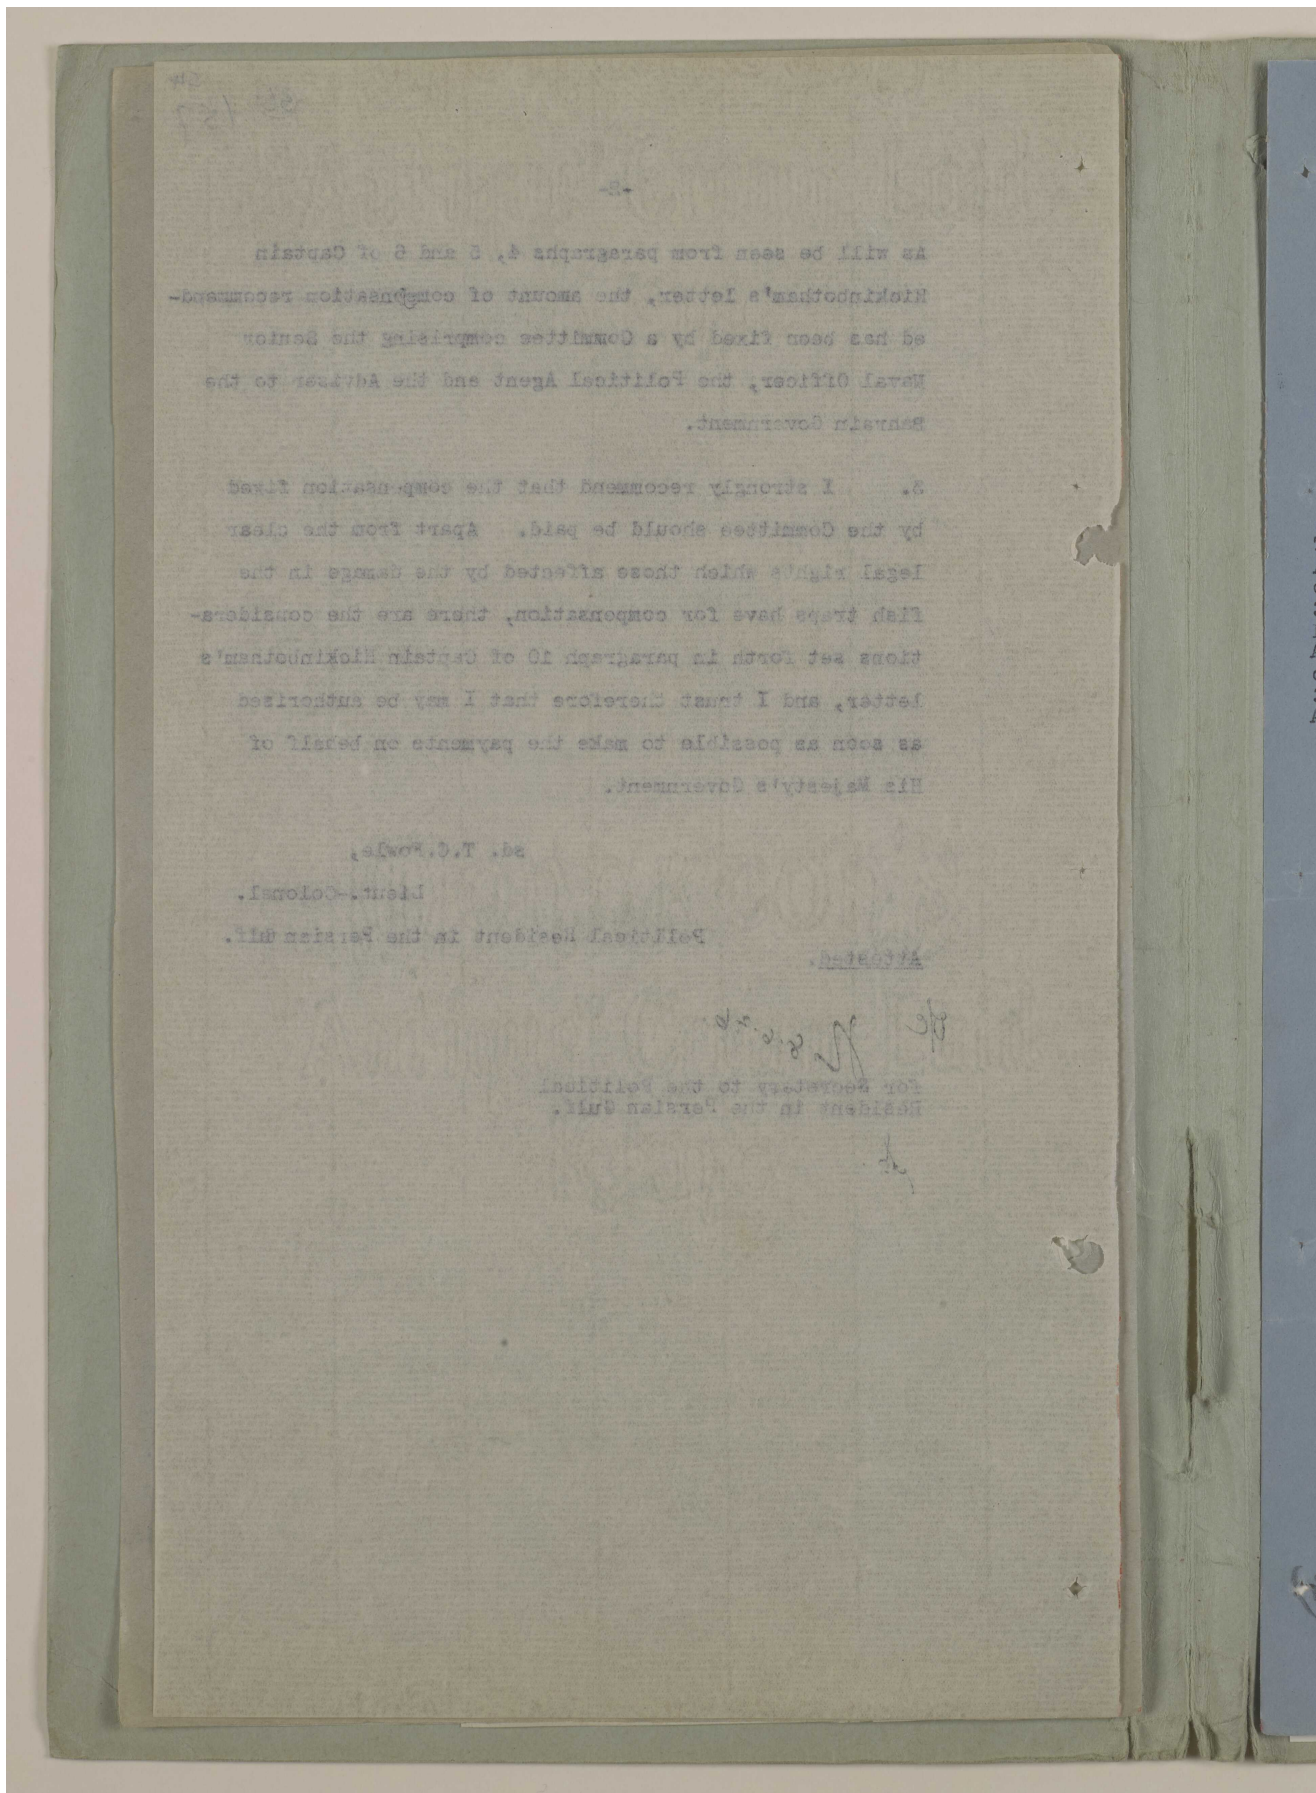 -2-
As will be seen from paragraphs 4, 5 and 6 of Captain
Hickinbotham's letter, the amount of compensation recommend-
ed has been fixed by a Committee comprising the Senior
Naval Officer, the Political Agent and the Adviser to the
Bahrain Government.
3. I strongly recommend that the compensation fixed
by the Committee should be paid. Apart from the clear
legal rights which those affected by the damage in the
fish traps have for compensation, there are the considera-
tions set forth in paragraph 10 of Captain Hickinbotham's
letter, and I trust therefore that I may be authorised
as soon as possible to make the payments on behalf of
His Majesty's Government.
sd. T.C.Fowle,
Lieut.-Colonel.
Political Resident in the Persian Gulf.
Attested.
for Secretary to the Political
Resident in the Persian Gulf.